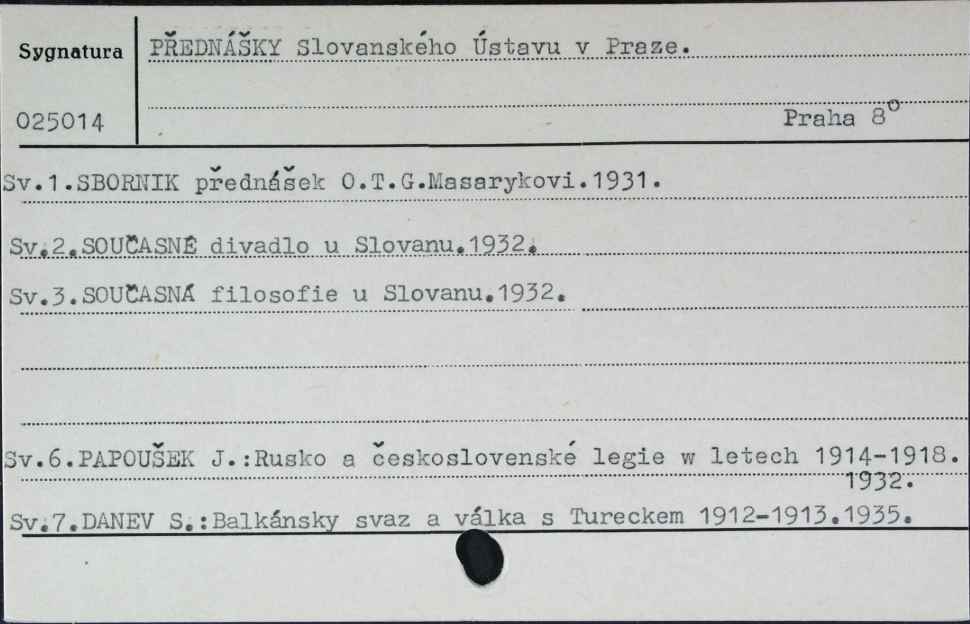 Sygnatura
PŘEDNÁŠKY Slovanského Ústavu v Praze.
025014
Praha 8°
Sv.1.SBORNIK přednášek O.T.G.Masarykovi.1931.
Sv.2.SOUČASNÉ divadlo u Slovanu.1932.
Sv.3.SOUČASNÁ filosofie u Slovanu.1932.
Sv.6.PAPOUŠEK J.:Rusko a československé legie w letech 1914-1918.
1932.
Sv.7.DANEV S.:Balkánsky svaz a válka s Tureckem 1912-1913.1935.